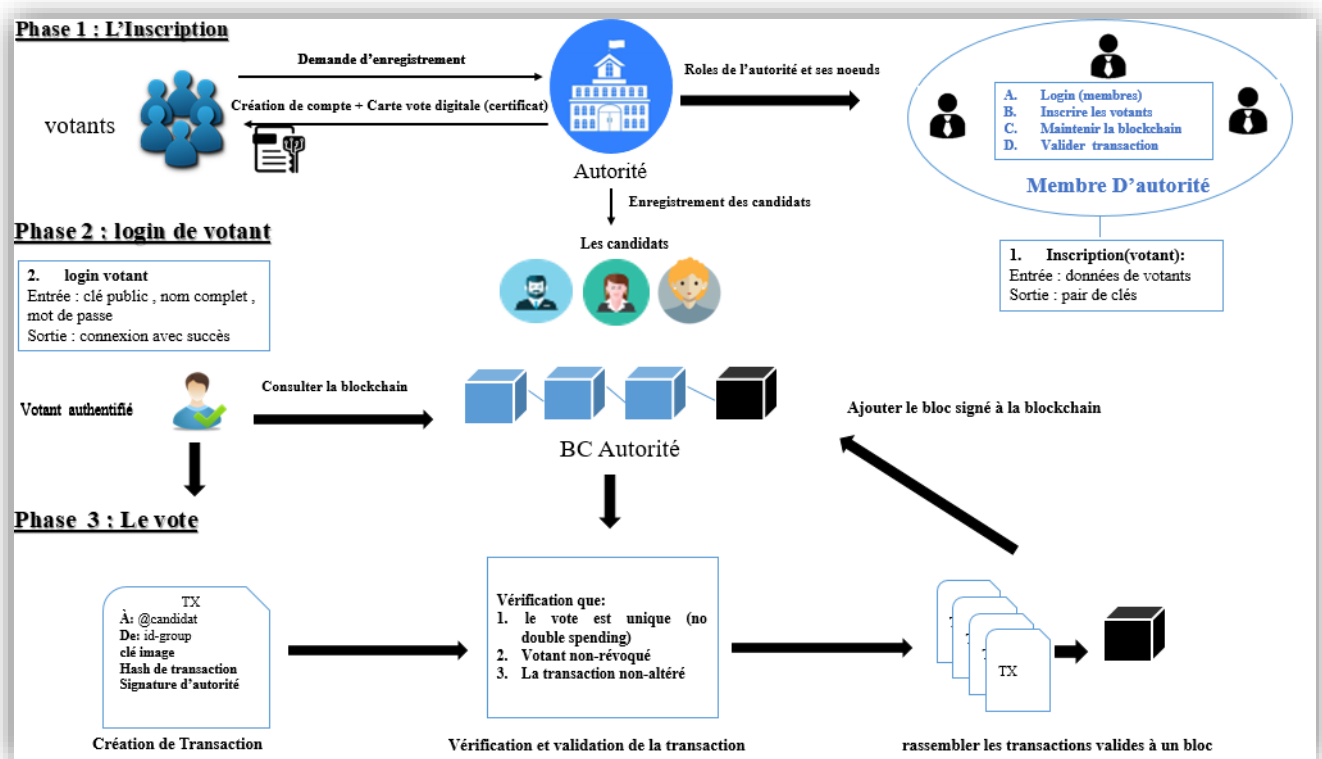 Phase 1 : L'Inscription
Demande d'enregistrement
Création de compte + Carte vote digitale (certificat)
votants
Autorité
Roles de l'autorité et ses noeuds
A. Login (membres)
B. Inscrire les votants
C. Maintenir la blockchain
D. Valider transaction
Membre D'autorité
Enregistrement des candidats
Les candidats
1. Inscription(votant):
Entrée : données de votants
Sortie : pair de clés
Phase 2 : login de votant
2. login votant
Entrée : clé public , nom complet ,
mot de passe
Sortie : connexion avec succès
Votant authentifié
Consulter la blockchain
BC Autorité
Ajouter le bloc signé à la blockchain
Phase 3 : Le vote
TX
À: @candidat
De: id-group
clé image
Hash de transaction
Signature d'autorité
Création de Transaction
Vérification que:
1. le vote est unique (no
double spending)
2. Votant non-révoqué
3. La transaction non-altéré
Vérification et validation de la transaction
T
T
T
TX
rassembler les transactions valides à un bloc